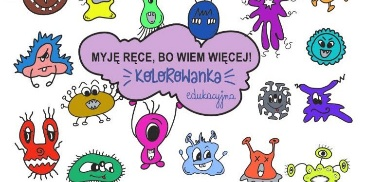 MYJĘ RĘCE, BO WIEM WIĘCEJ!
KOLOROWANKA
edukacyjna